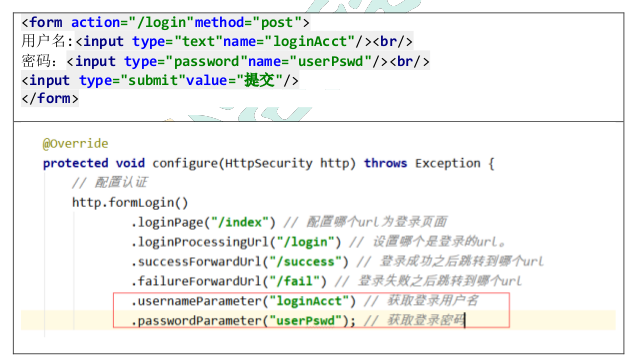 <form action="/login"method="post">
用户名:<input type="text"name="loginAcct"/><br/>
密码：<input type="password"name="userPswd"/><br/>
<input type="submit"value="提交"/>
</form>
@Override
protected void configure(HttpSecurity http) throws Exception {
// 配置认证
http.formLogin()
.loginPage("/index") // 配置哪个url为登录页面
.loginProcessingUrl("/login") // 设置哪个是登录的url。
.successForwardUrl("/success") // 登录成功之后跳转到哪个url
.failureForwardUrl("/fail") // 登录失败之后跳转到哪个url
.usernameParameter("loginAcct") // 获取登录用户名
.passwordParameter("userPswd"); // 获取登录密码